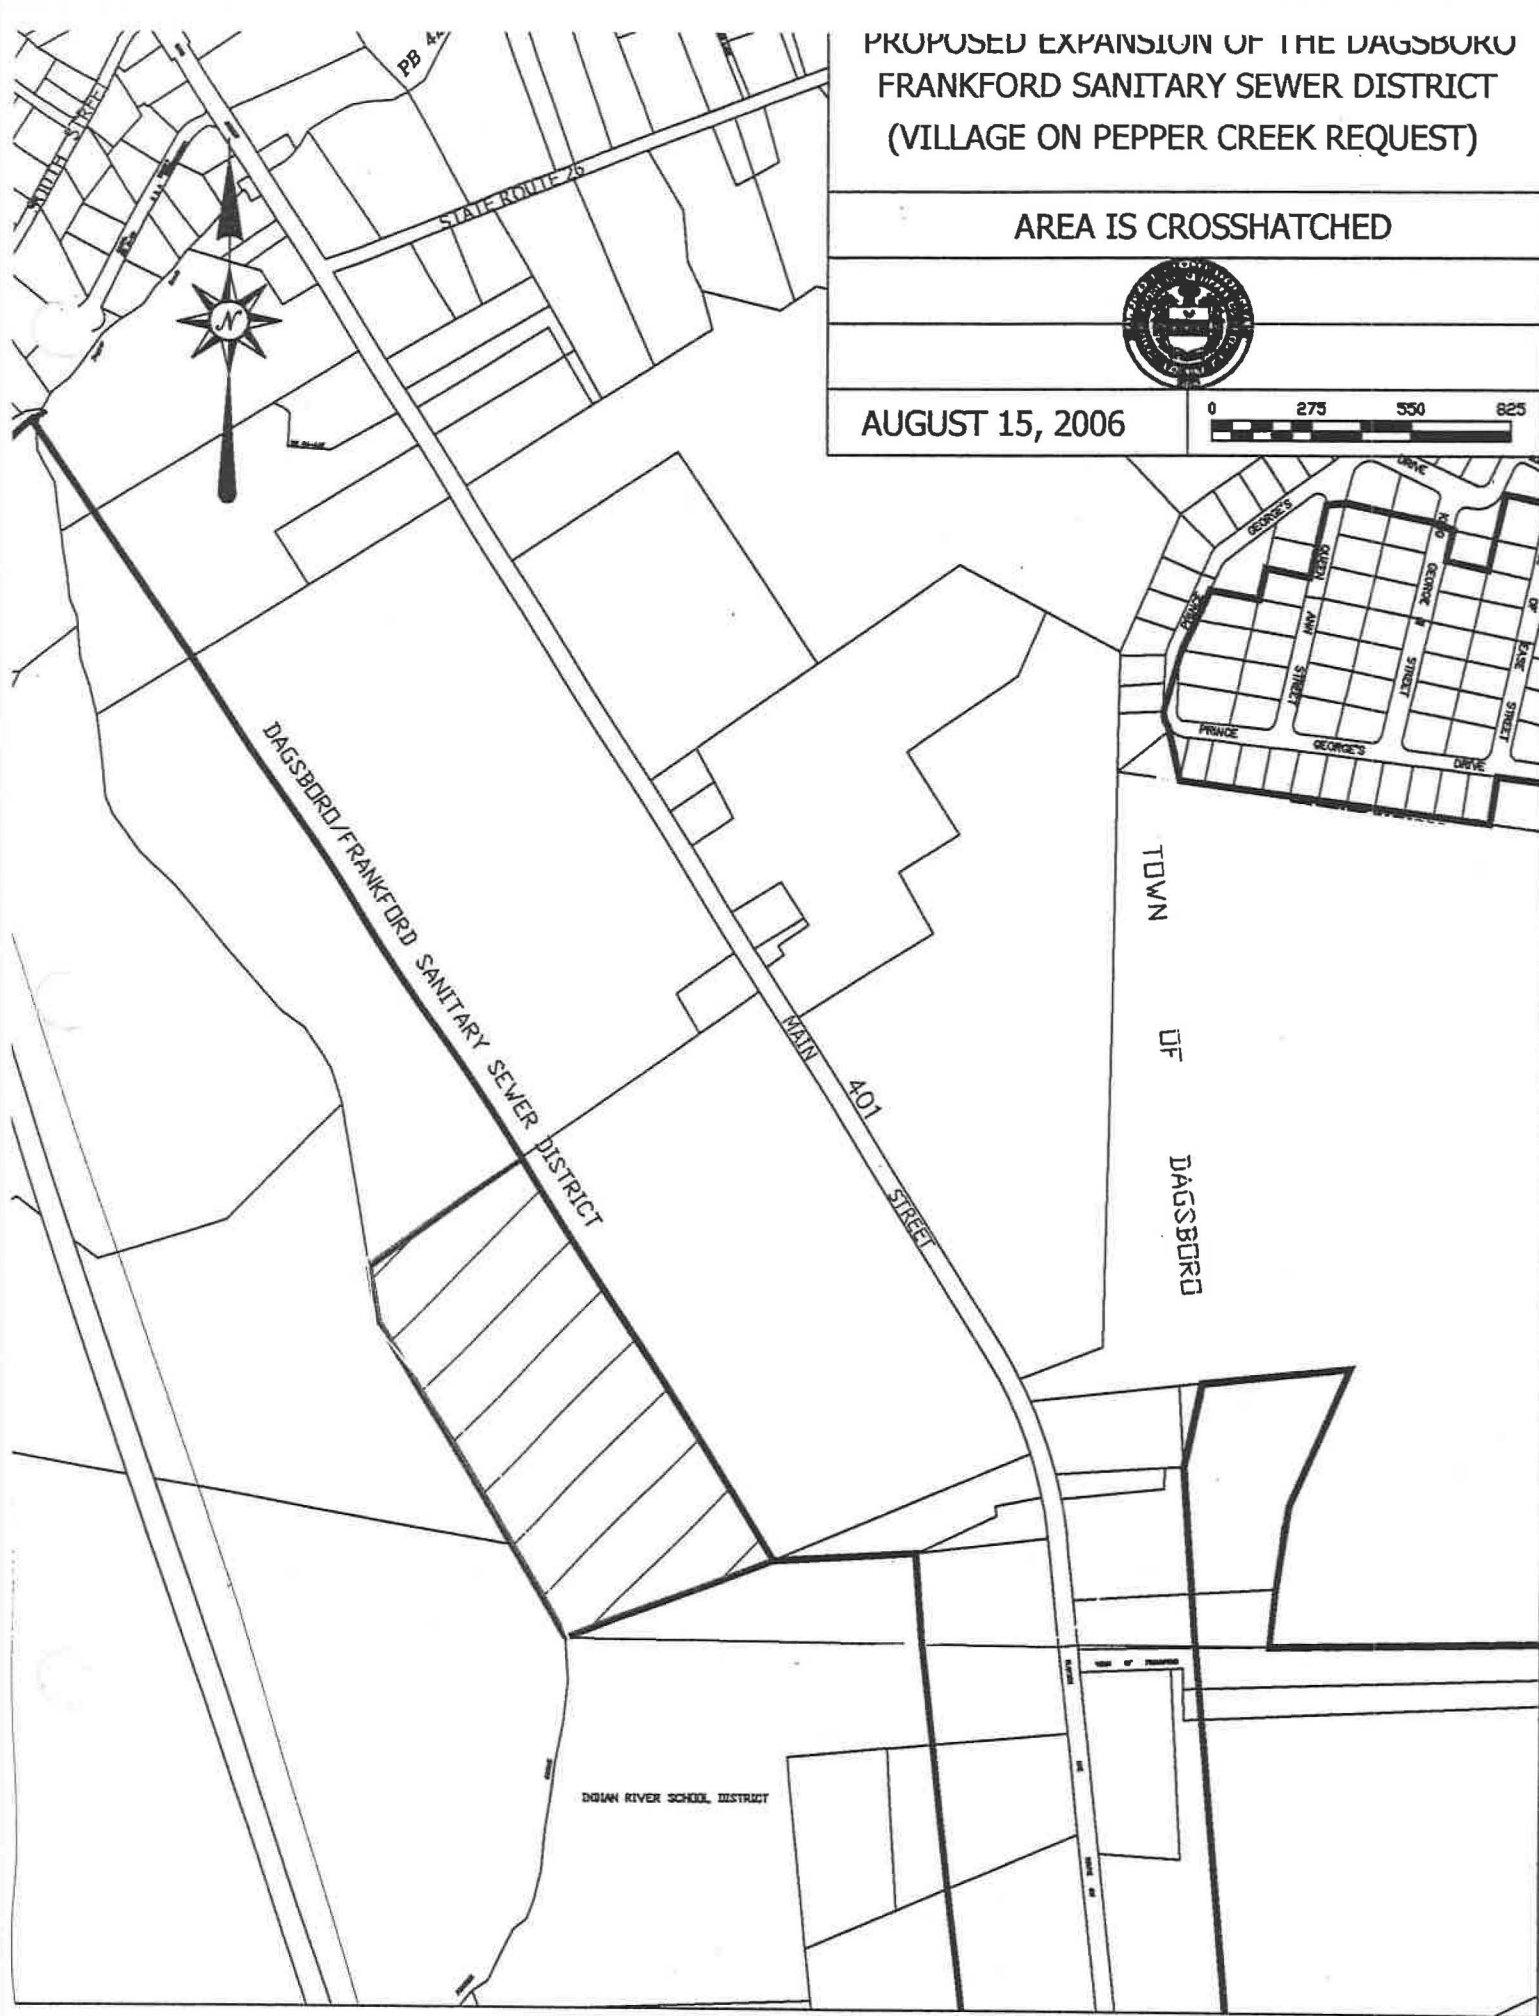 PROPOSED EXPANSION OF THE DAGSBORO
FRANKFORD SANITARY SEWER DISTRICT
(VILLAGE ON PEPPER CREEK REQUEST)
AREA IS CROSSHATCHED
AUGUST 15, 2006
0 275 550 825
PB
SOUTH STREET
STATE ROUTE 26
N
DRIVE
GEORGE'S
PRINCE
QUEEN ANN STREET
KING GEORGE STREET
OF
EASE
STREET
PRINCE GEORGE'S DRIVE
DAGSBORO/FRANKFORD SANITARY SEWER DISTRICT
TOWN OF DAGSBORO
MAIN STREET
401
INDIAN RIVER SCHOOL DISTRICT